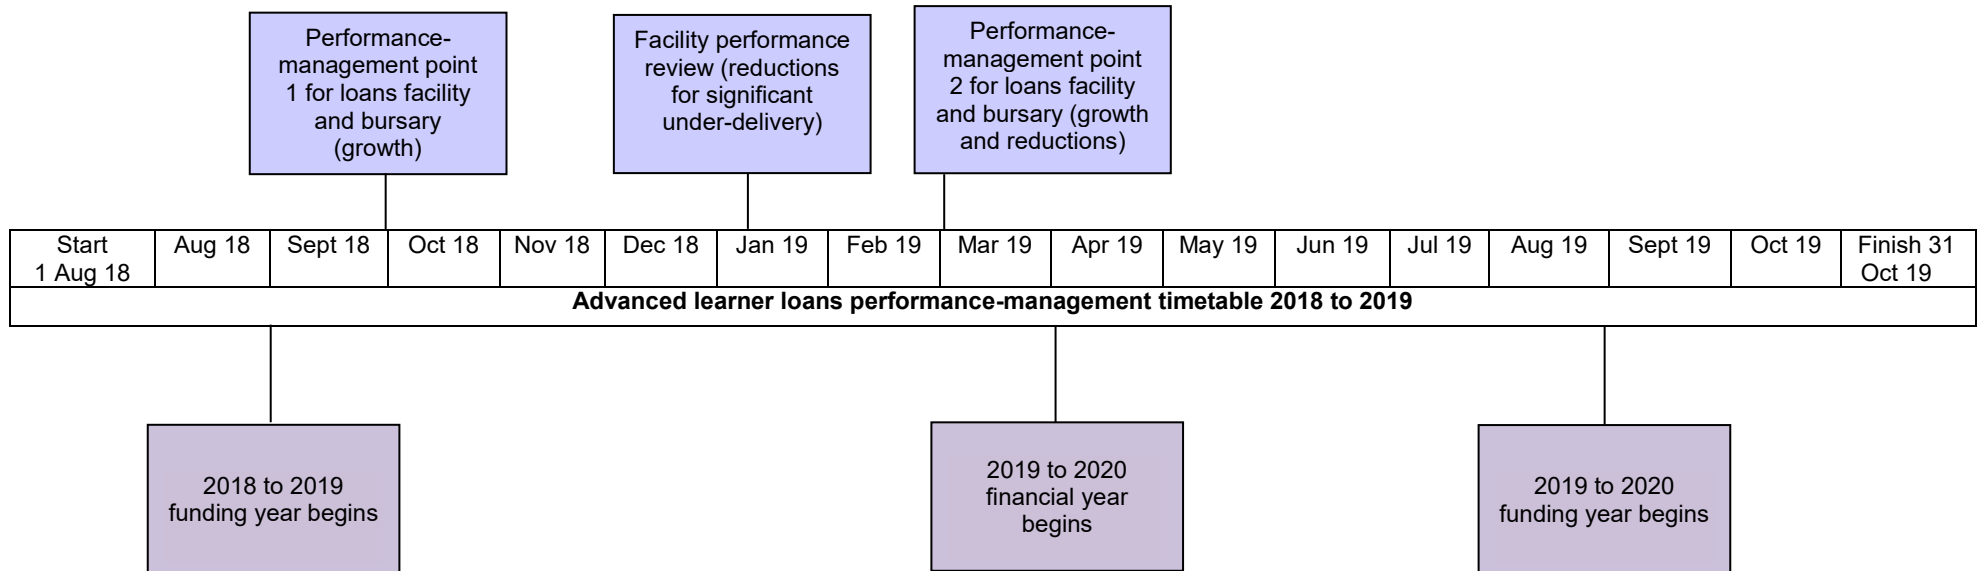 Performance-
management point
1 for loans facility
and bursary
(growth)
Facility performance
review (reductions
for significant
under-delivery)
Performance-
management point
2 for loans facility
and bursary (growth
and reductions)
Start
1 Aug 18
Aug 18
Sept 18
Oct 18
Nov 18
Dec 18
Jan 19
Feb 19
Mar 19
Apr 19
May 19
Jun 19
Jul 19
Aug 19
Sept 19
Oct 19
Finish 31
Oct 19
Advanced learner loans performance-management timetable 2018 to 2019
2018 to 2019
funding year begins
2019 to 2020
financial year
begins
2019 to 2020
funding year begins